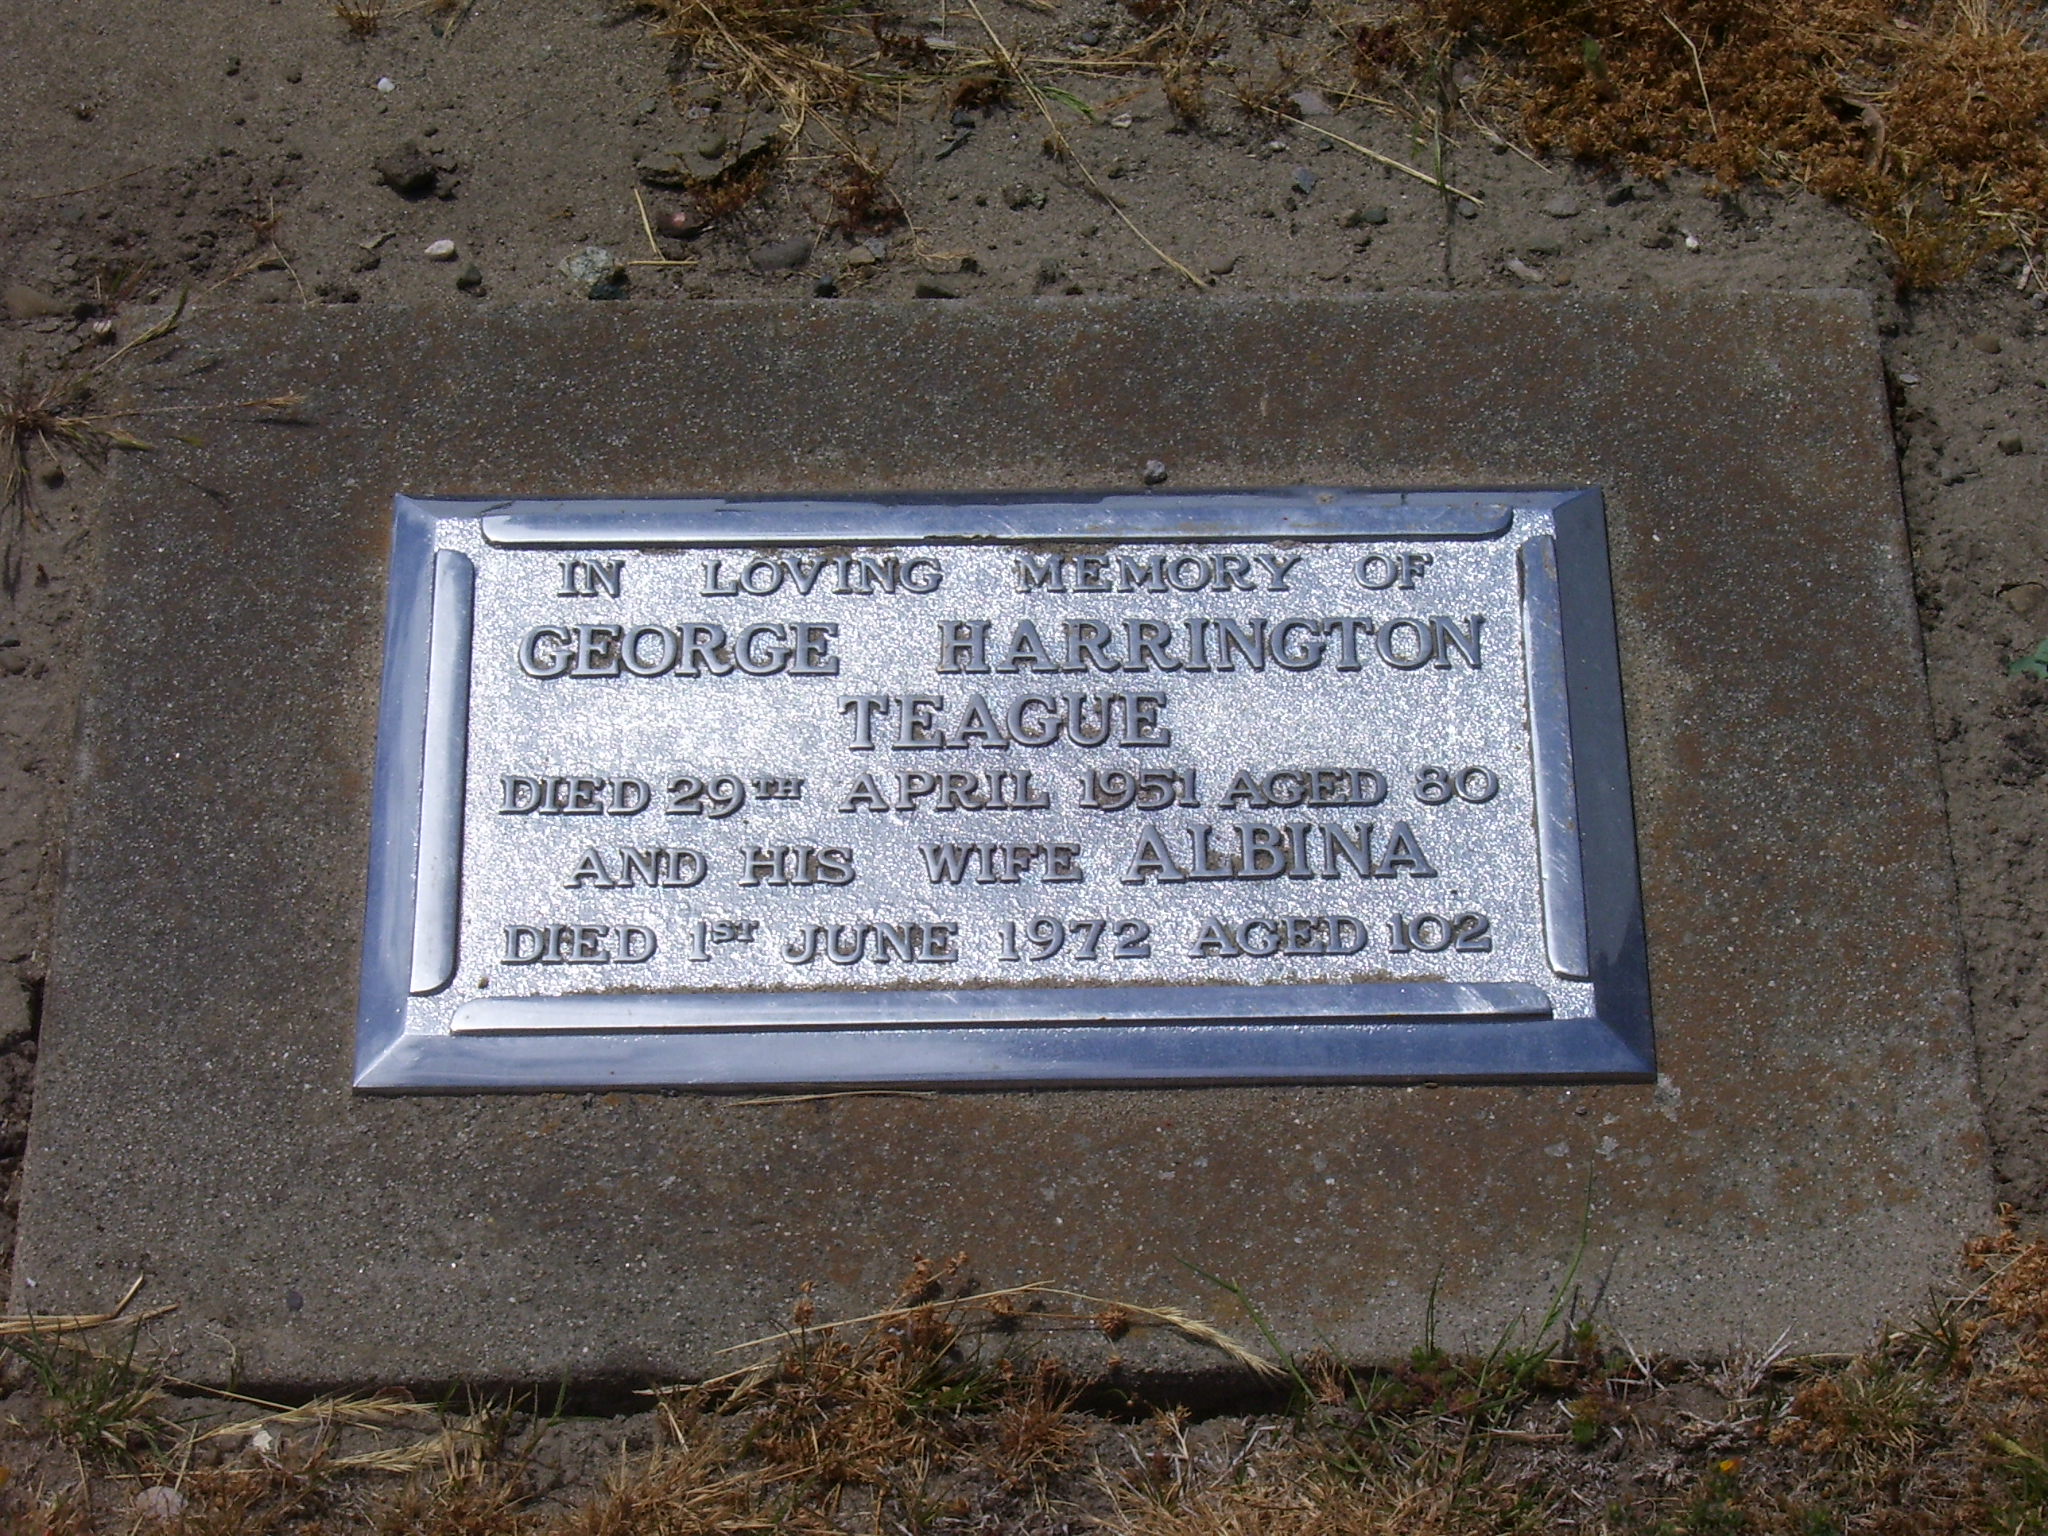 IN LOVING MEMORY OF
GEORGE HARRINGTON
TEAGUE
DIED 29TH APRIL 1951 AGED 80
AND HIS WIFE ALBINA
DIED 1ST JUNE 1972 AGED 102